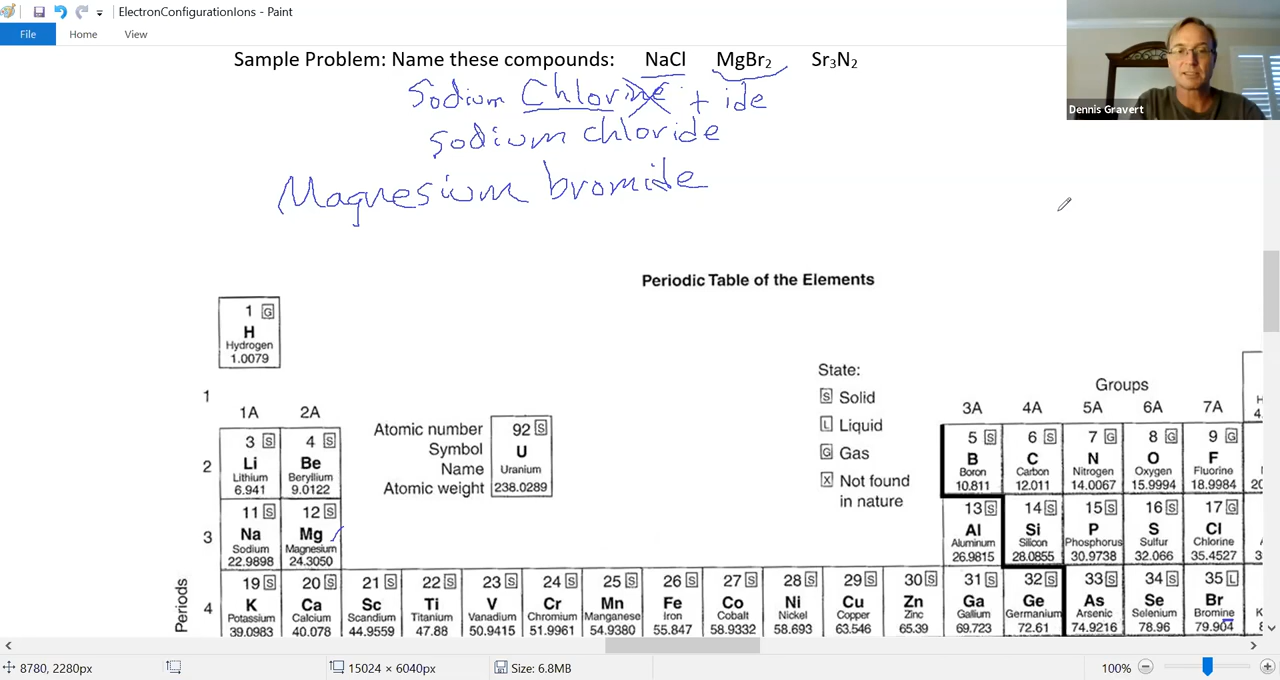 ElectronConfigurationIons - Paint
File Home View
Sample Problem: Name these compounds: NaCl MgBr₂ Sr₃N₂
Sodium Chlorine + ide
sodium chloride
Magnesium bromide
Dennis Gravert
Periodic Table of the Elements
1 G
H
Hydrogen
1.0079
State:
S Solid
L Liquid
G Gas
X Not found
in nature
Groups
1
1A 2A
3A 4A 5A 6A 7A
Atomic number 92 S
Symbol U
Name Uranium
Atomic weight 238.0289
2
3 S 4 S 5 S 6 S 7 G 8 G 9 G
Li Be B C N O F
Lithium Beryllium Boron Carbon Nitrogen Oxygen Fluorine
6.941 9.0122 10.811 12.011 14.0067 15.9994 18.9984
3
11 S 12 S 13 S 14 S 15 S 16 S 17 G
Na Mg Al Si P S Cl
Sodium Magnesium Aluminum Silicon Phosphorus Sulfur Chlorine
22.9898 24.3050 26.9815 28.0855 30.9738 32.066 35.4527
Periods
4
19 S 20 S 21 S 22 S 23 S 24 S 25 S 26 S 27 S 28 S 29 S 30 S 31 S 32 S 33 S 34 S 35 L
K Ca Sc Ti V Cr Mn Fe Co Ni Cu Zn Ga Ge As Se Br
Potassium Calcium Scandium Titanium Vanadium Chromium Manganese Iron Cobalt Nickel Copper Zinc Gallium Germanium Arsenic Selenium Bromine
39.0983 40.078 44.9559 47.88 50.9415 51.9961 54.9380 55.847 58.9332 58.693 63.546 65.39 69.723 72.61 74.9216 78.96 79.904
8780, 2280px 15024 × 6040px Size: 6.8MB 100%